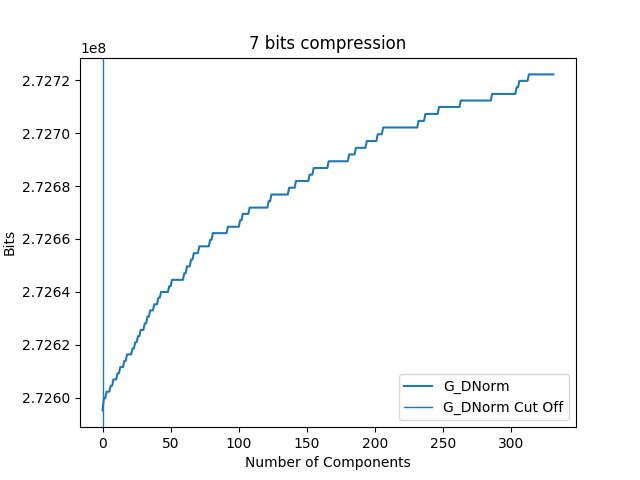 7 bits compression
1e8
2.7272
2.7270
2.7268
2.7266
2.7264
2.7262
2.7260
Bits
0 50 100 150 200 250 300
Number of Components
G_DNorm
G_DNorm Cut Off